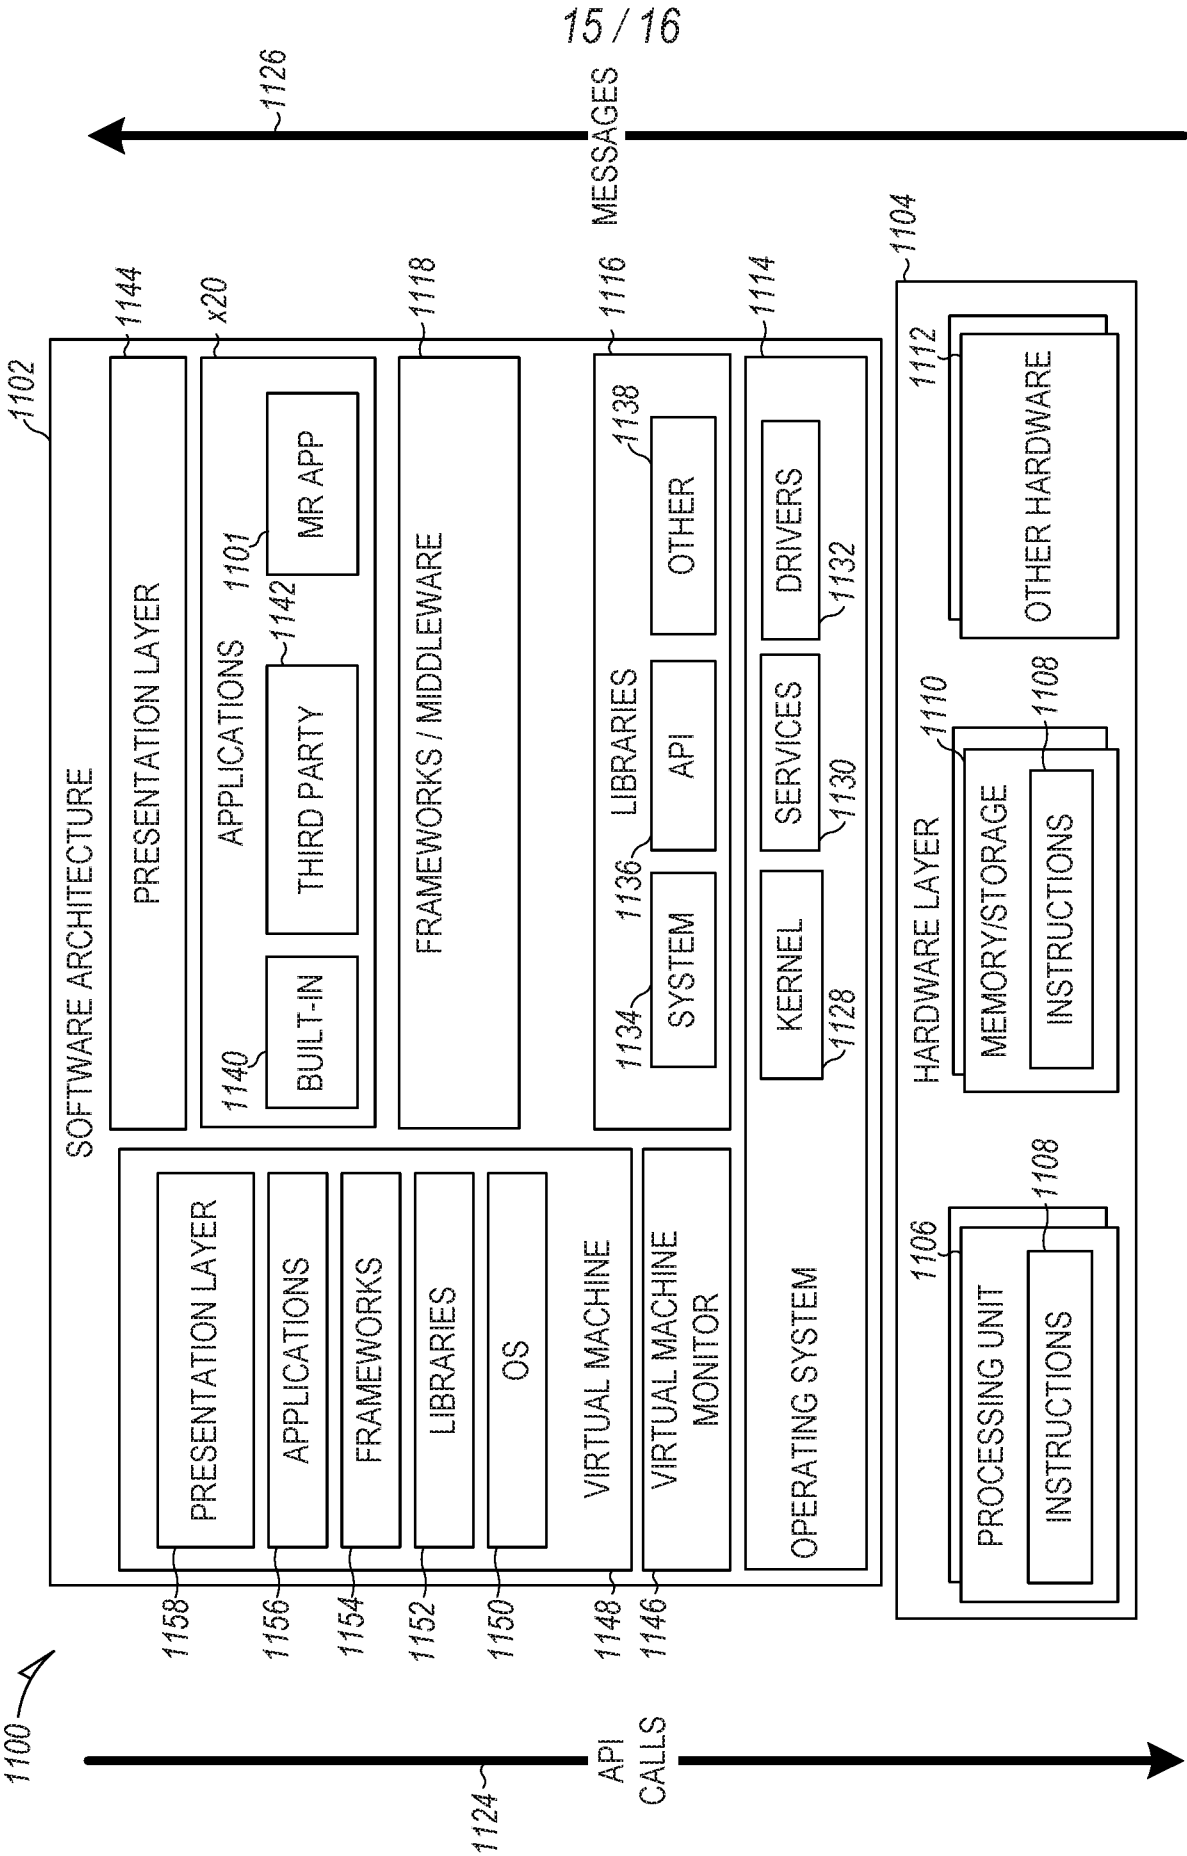 15 / 16
1100
1102
SOFTWARE ARCHITECTURE
1158
PRESENTATION LAYER
1156
APPLICATIONS
1154
FRAMEWORKS
1152
LIBRARIES
1150
OS
1148
VIRTUAL MACHINE
1146
VIRTUAL MACHINE
MONITOR
PRESENTATION LAYER
1144
APPLICATIONS
x20
1140
BUILT-IN
THIRD PARTY
1142
1101
MR APP
FRAMEWORKS / MIDDLEWARE
1118
LIBRARIES
1116
1134
SYSTEM
1136
API
OTHER
1138
OPERATING SYSTEM
1114
KERNEL
1128
SERVICES
1130
DRIVERS
1132
HARDWARE LAYER
1104
1106
PROCESSING UNIT
INSTRUCTIONS
1108
MEMORY/STORAGE
1110
INSTRUCTIONS
1108
OTHER HARDWARE
1112
API
CALLS
1124
MESSAGES
1126